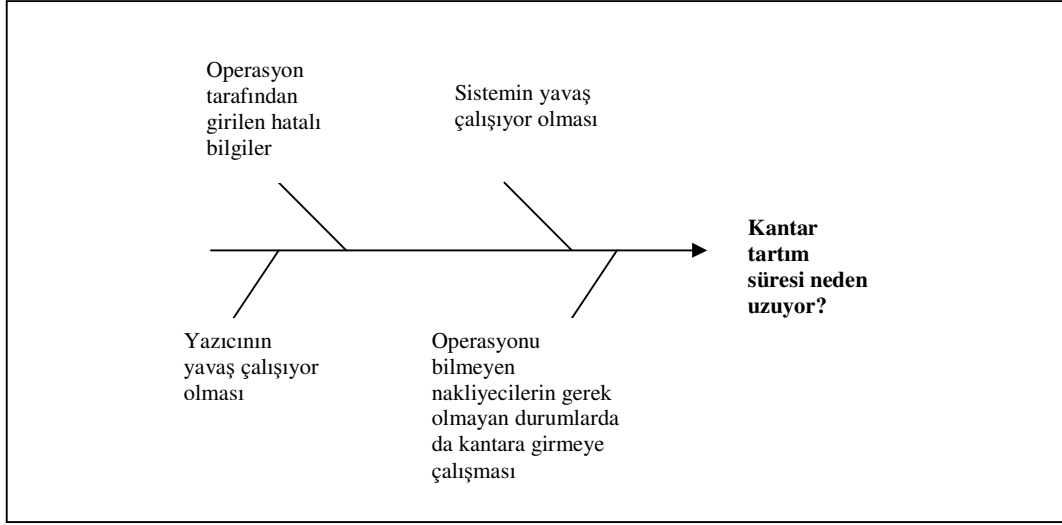 Operasyon
tarafından
girilen hatalı
bilgiler
Sistemin yavaş
çalışıyor olması
Kantar
tartım
süresi neden
uzuyor?
Yazıcının
yavaş çalışıyor
olması
Operasyonu
bilmeyen
nakliyecilerin gerek
olmayan durumlarda
da kantara girmeye
çalışması